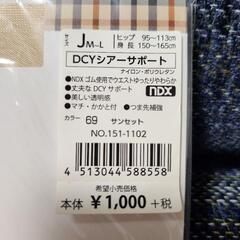 サイズ JM~L
ヒップ 95〜113cm
身長 150〜165cm
DCYシアーサポート
ナイロン・ポリウレタン
●NDXゴム使用でウエストゆったりやわらか
●丈夫なDCYサポート
●美しい透明感
●マチ・かかと付 ●つま先補強
NDX
カラー 69 サンセット
NO.151-1102
4 513044 588558
希望小売価格
本体 ¥1,000 +税